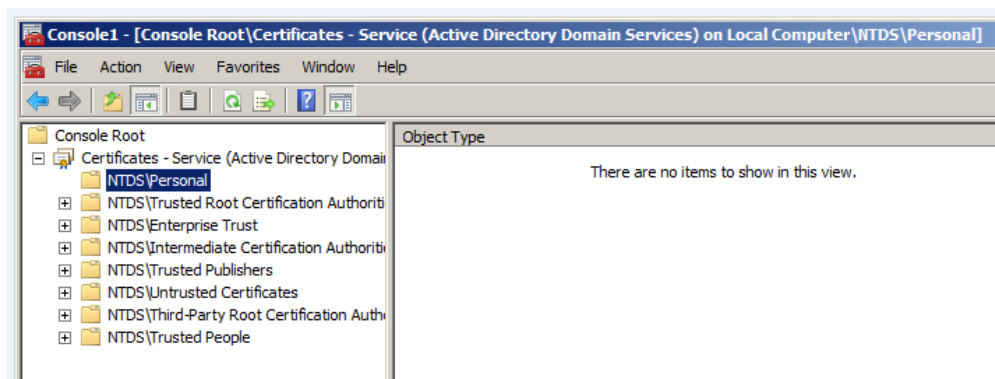 Console1 - [Console Root\Certificates - Service (Active Directory Domain Services) on Local Computer\NTDS\Personal]
File Action View Favorites Window Help
Console Root
Certificates - Service (Active Directory Domai
NTDS\Personal
NTDS\Trusted Root Certification Authoriti
NTDS\Enterprise Trust
NTDS\Intermediate Certification Authoritie
NTDS\Trusted Publishers
NTDS\Untrusted Certificates
NTDS\Third-Party Root Certification Autho
NTDS\Trusted People
Object Type
There are no items to show in this view.